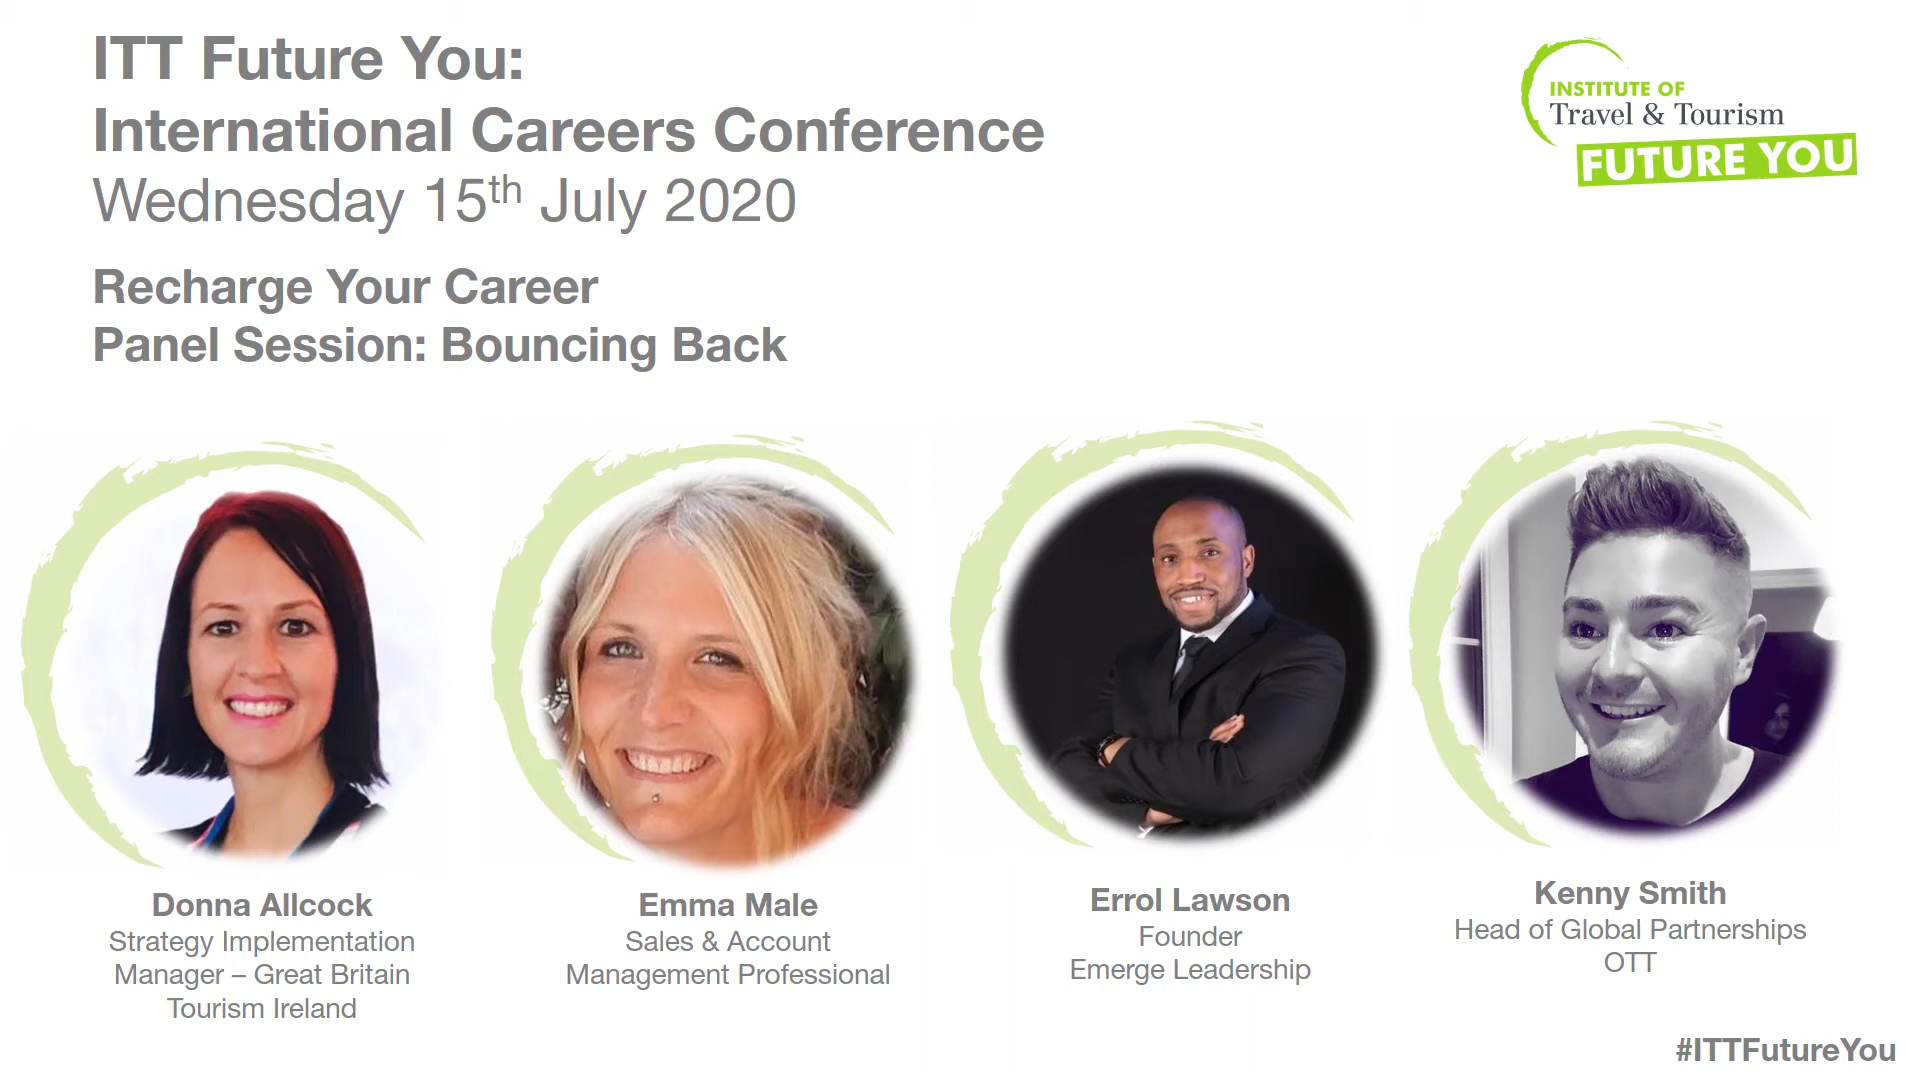 ITT Future You:
International Careers Conference
Wednesday 15th July 2020
Recharge Your Career
Panel Session: Bouncing Back
INSTITUTE OF
Travel & Tourism
FUTURE YOU
Donna Allcock
Strategy Implementation
Manager – Great Britain
Tourism Ireland
Emma Male
Sales & Account
Management Professional
Errol Lawson
Founder
Emerge Leadership
Kenny Smith
Head of Global Partnerships
OTT
#ITTFutureYou